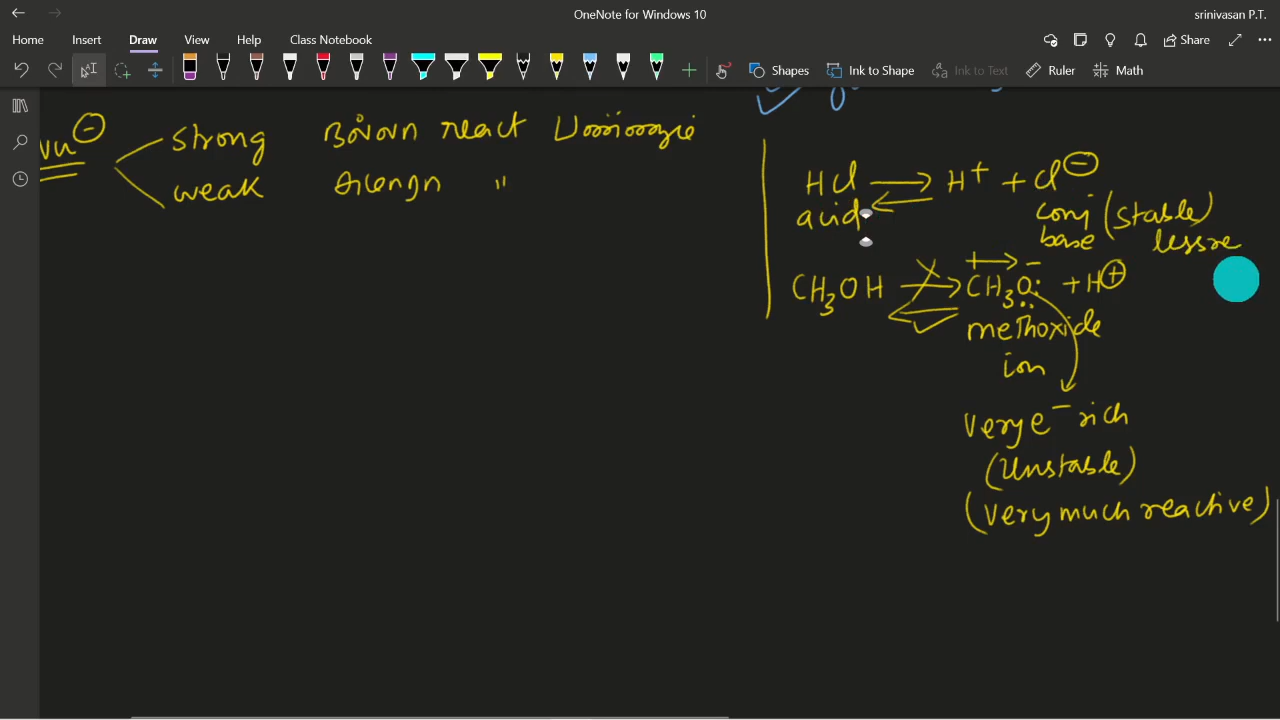 OneNote for Windows 10
srinivasan P.T.
Home Insert Draw View Help Class Notebook
Share
Shapes Ink to Shape Ink to Text Ruler Math
Nu⊖
strong react
weak "
HCl ⇌ H+ + Cl⊖
acid conj (stable)
base
CH3OH CH3O:− + H⊕
methoxide
ion
very e− rich
(Unstable)
(very much reactive)